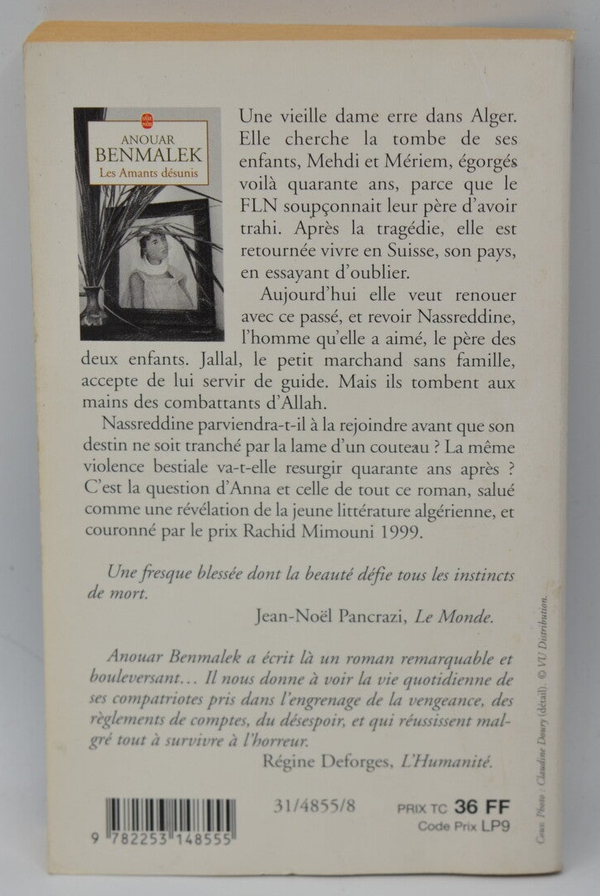 ANOUAR
BENMALEK
Les Amants désunis
Une vieille dame erre dans Alger.
Elle cherche la tombe de ses
enfants, Mehdi et Mériem, égorgés
voilà quarante ans, parce que le
FLN soupçonnait leur père d'avoir
trahi. Après la tragédie, elle est
retournée vivre en Suisse, son pays,
en essayant d'oublier.
Aujourd'hui elle veut renouer
avec ce passé, et revoir Nassreddine,
l'homme qu'elle a aimé, le père des
deux enfants. Jallal, le petit marchand sans famille,
accepte de lui servir de guide. Mais ils tombent aux
mains des combattants d'Allah.
Nassreddine parviendra-t-il à la rejoindre avant que son
destin ne soit tranché par la lame d'un couteau ? La même
violence bestiale va-t-elle resurgir quarante ans après ?
C'est la question d'Anna et celle de tout ce roman, salué
comme une révélation de la jeune littérature algérienne, et
couronné par le prix Rachid Mimouni 1999.
Une fresque blessée dont la beauté défie tous les instincts
de mort.
Jean-Noël Pancrazi, Le Monde.
Anouar Benmalek a écrit là un roman remarquable et
bouleversant... Il nous donne à voir la vie quotidienne de
ses compatriotes pris dans l'engrenage de la vengeance, des
règlements de comptes, du désespoir, et qui réussissent mal-
gré tout à survivre à l'horreur.
Régine Deforges, L'Humanité.
31/4855/8
PRIX TC 36 FF
Code Prix LP9
9 782253 148555
Couv. Photo : Claudine Doury (détail). © VU Distribution.